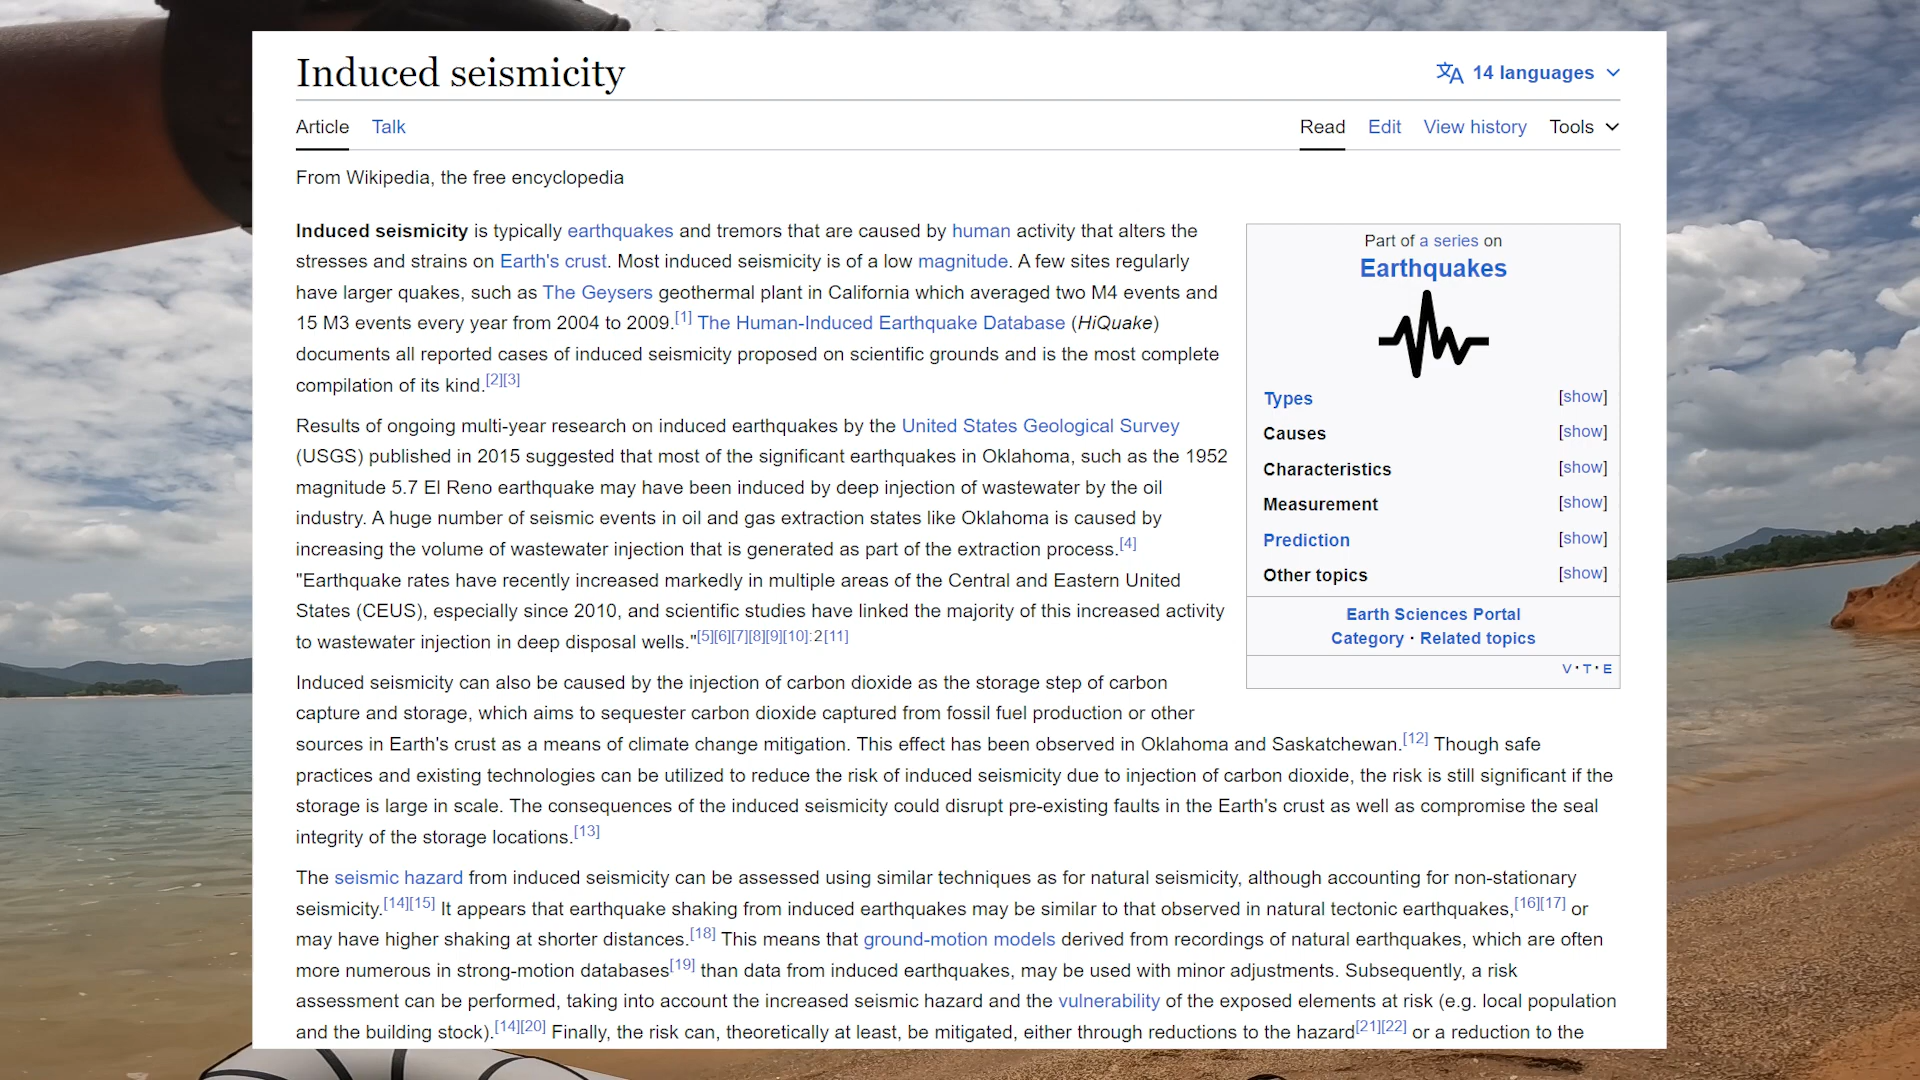 Induced seismicity
14 languages
Article Talk
Read Edit View history Tools
From Wikipedia, the free encyclopedia
Induced seismicity is typically earthquakes and tremors that are caused by human activity that alters the
stresses and strains on Earth's crust. Most induced seismicity is of a low magnitude. A few sites regularly
have larger quakes, such as The Geysers geothermal plant in California which averaged two M4 events and
15 M3 events every year from 2004 to 2009.[1] The Human-Induced Earthquake Database (HiQuake)
documents all reported cases of induced seismicity proposed on scientific grounds and is the most complete
compilation of its kind.[2][3]
Results of ongoing multi-year research on induced earthquakes by the United States Geological Survey
(USGS) published in 2015 suggested that most of the significant earthquakes in Oklahoma, such as the 1952
magnitude 5.7 El Reno earthquake may have been induced by deep injection of wastewater by the oil
industry. A huge number of seismic events in oil and gas extraction states like Oklahoma is caused by
increasing the volume of wastewater injection that is generated as part of the extraction process.[4]
"Earthquake rates have recently increased markedly in multiple areas of the Central and Eastern United
States (CEUS), especially since 2010, and scientific studies have linked the majority of this increased activity
to wastewater injection in deep disposal wells."[5][6][7][8][9][10]:2[11]
Part of a series on
Earthquakes
Types [show]
Causes [show]
Characteristics [show]
Measurement [show]
Prediction [show]
Other topics [show]
Earth Sciences Portal
Category · Related topics
V · T · E
Induced seismicity can also be caused by the injection of carbon dioxide as the storage step of carbon
capture and storage, which aims to sequester carbon dioxide captured from fossil fuel production or other
sources in Earth's crust as a means of climate change mitigation. This effect has been observed in Oklahoma and Saskatchewan.[12] Though safe
practices and existing technologies can be utilized to reduce the risk of induced seismicity due to injection of carbon dioxide, the risk is still significant if the
storage is large in scale. The consequences of the induced seismicity could disrupt pre-existing faults in the Earth's crust as well as compromise the seal
integrity of the storage locations.[13]
The seismic hazard from induced seismicity can be assessed using similar techniques as for natural seismicity, although accounting for non-stationary
seismicity.[14][15] It appears that earthquake shaking from induced earthquakes may be similar to that observed in natural tectonic earthquakes,[16][17] or
may have higher shaking at shorter distances.[18] This means that ground-motion models derived from recordings of natural earthquakes, which are often
more numerous in strong-motion databases[19] than data from induced earthquakes, may be used with minor adjustments. Subsequently, a risk
assessment can be performed, taking into account the increased seismic hazard and the vulnerability of the exposed elements at risk (e.g. local population
and the building stock).[14][20] Finally, the risk can, theoretically at least, be mitigated, either through reductions to the hazard[21][22] or a reduction to the